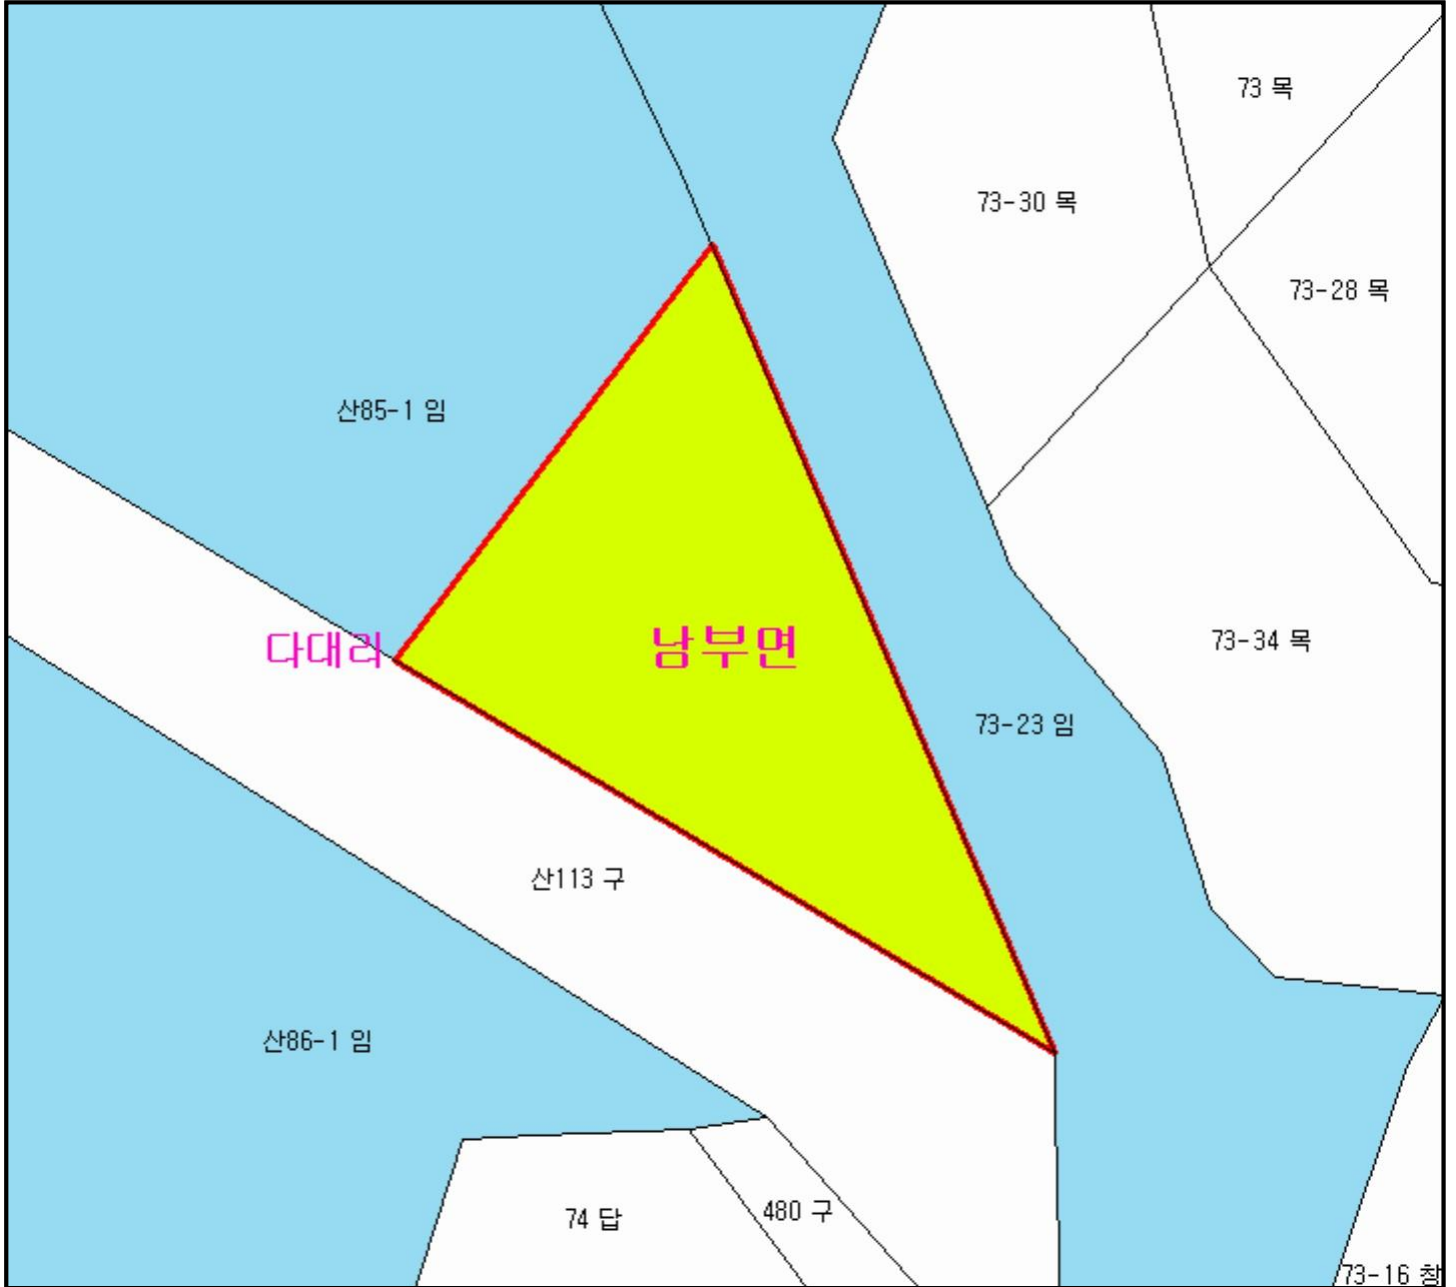 73 목
73-30 목
73-28 목
산85-1 임
다대리
남부면
73-34 목
73-23 임
산113 구
산86-1 임
74 답
480 구
73-16 창